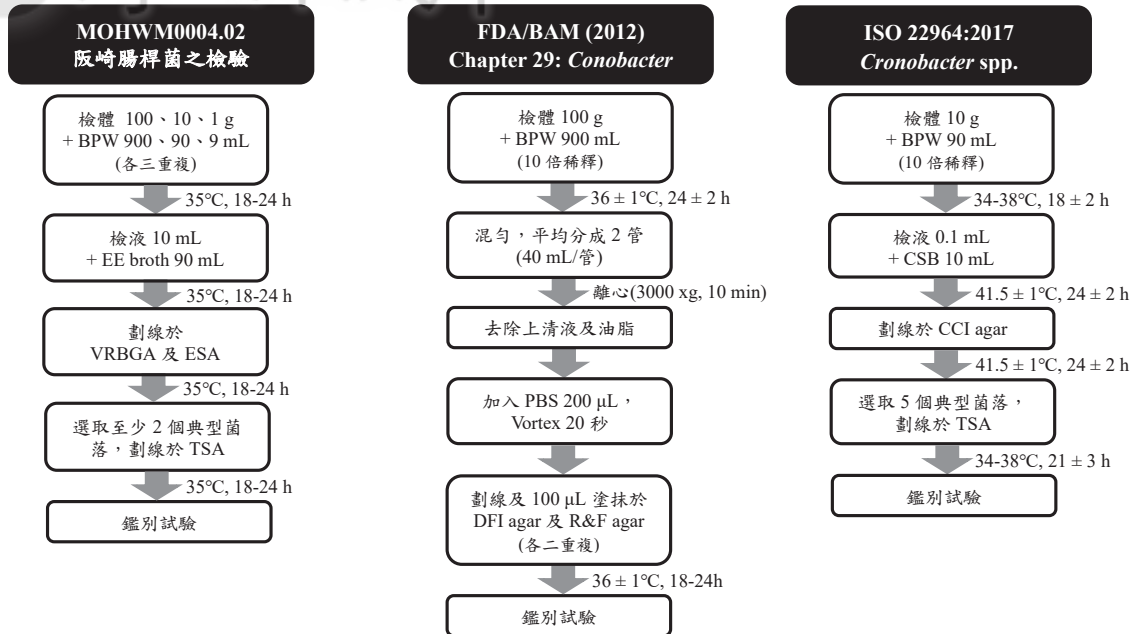 MOHWM0004.02
阪崎腸桿菌之檢驗
檢體 100、10、1 g
+ BPW 900、90、9 mL
(各三重複)
35℃, 18-24 h
檢液 10 mL
+ EE broth 90 mL
35℃, 18-24 h
劃線於
VRBGA 及 ESA
35℃, 18-24 h
選取至少 2 個典型菌
落，劃線於 TSA
35℃, 18-24 h
鑑別試驗
FDA/BAM (2012)
Chapter 29: Conobacter
檢體 100 g
+ BPW 900 mL
(10 倍稀釋)
36 ± 1℃, 24 ± 2 h
混勻，平均分成 2 管
(40 mL/管)
離心(3000 xg, 10 min)
去除上清液及油脂
加入 PBS 200 μL，
Vortex 20 秒
劃線及 100 μL 塗抹於
DFI agar 及 R&F agar
(各二重複)
36 ± 1℃, 18-24h
鑑別試驗
ISO 22964:2017
Cronobacter spp.
檢體 10 g
+ BPW 90 mL
(10 倍稀釋)
34-38℃, 18 ± 2 h
檢液 0.1 mL
+ CSB 10 mL
41.5 ± 1℃, 24 ± 2 h
劃線於 CCI agar
41.5 ± 1℃, 24 ± 2 h
選取 5 個典型菌落，
劃線於 TSA
34-38℃, 21 ± 3 h
鑑別試驗